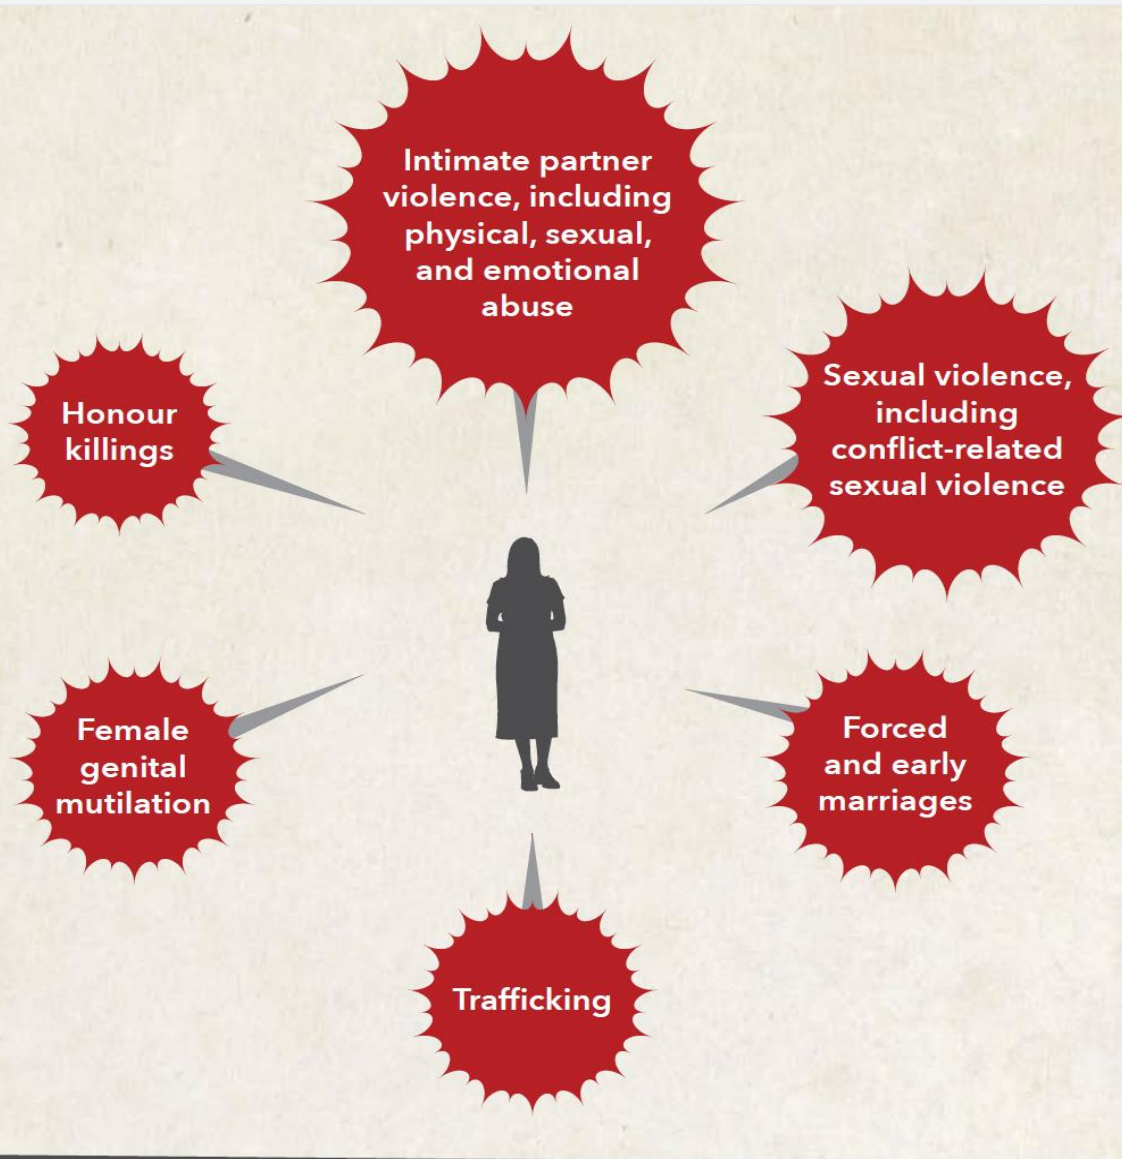 Intimate partner
violence, including
physical, sexual,
and emotional
abuse
Sexual violence,
including
conflict-related
sexual violence
Honour
killings
Female
genital
mutilation
Forced
and early
marriages
Trafficking